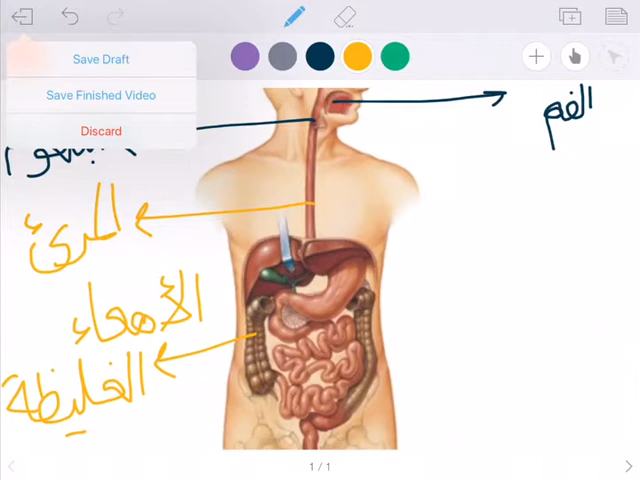 Save Draft
Save Finished Video
Discard
الفم
المرئ
الأمعاء
الغليظة
1 / 1